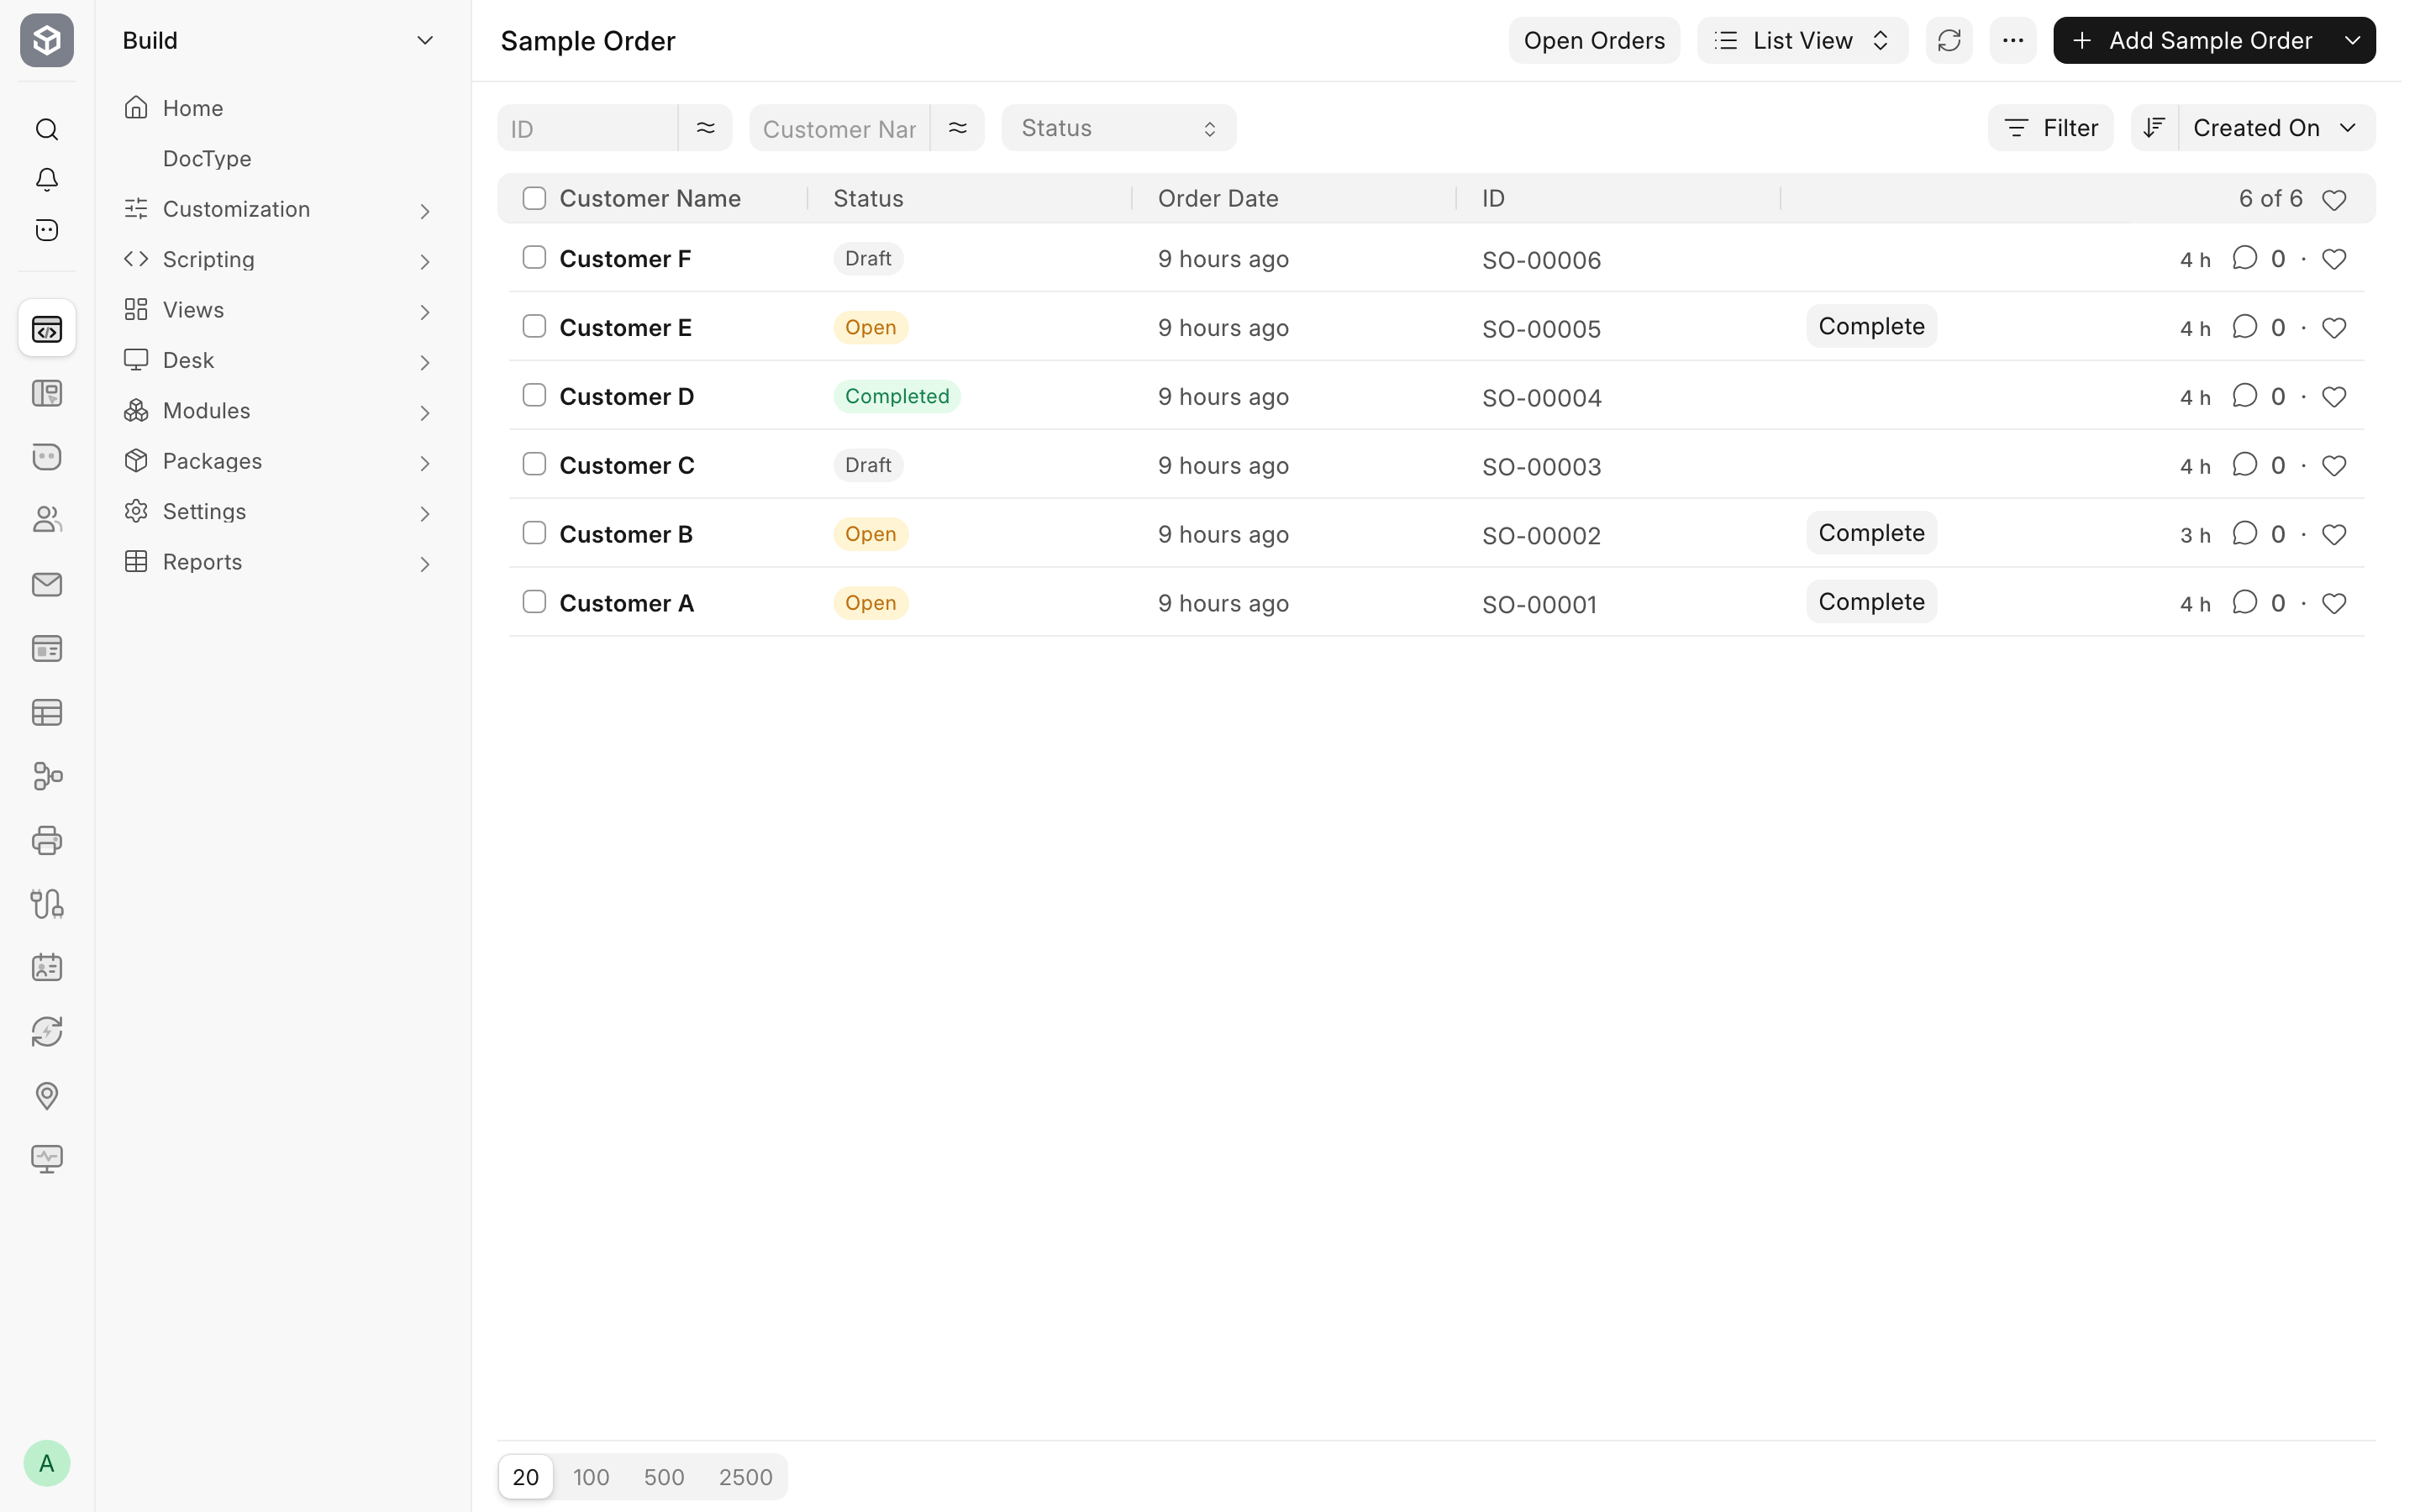 Build
Home
DocType
Customization
Scripting
Views
Desk
Modules
Packages
Settings
Reports
A
Sample Order
Open Orders
List View
Add Sample Order
ID
Customer Nar
Status
Filter
Created On
Customer Name Status Order Date ID 6 of 6
Customer F Draft 9 hours ago SO-00006 4 h 0 ·
Customer E Open 9 hours ago SO-00005 Complete 4 h 0 ·
Customer D Completed 9 hours ago SO-00004 4 h 0 ·
Customer C Draft 9 hours ago SO-00003 4 h 0 ·
Customer B Open 9 hours ago SO-00002 Complete 3 h 0 ·
Customer A Open 9 hours ago SO-00001 Complete 4 h 0 ·
20 100 500 2500